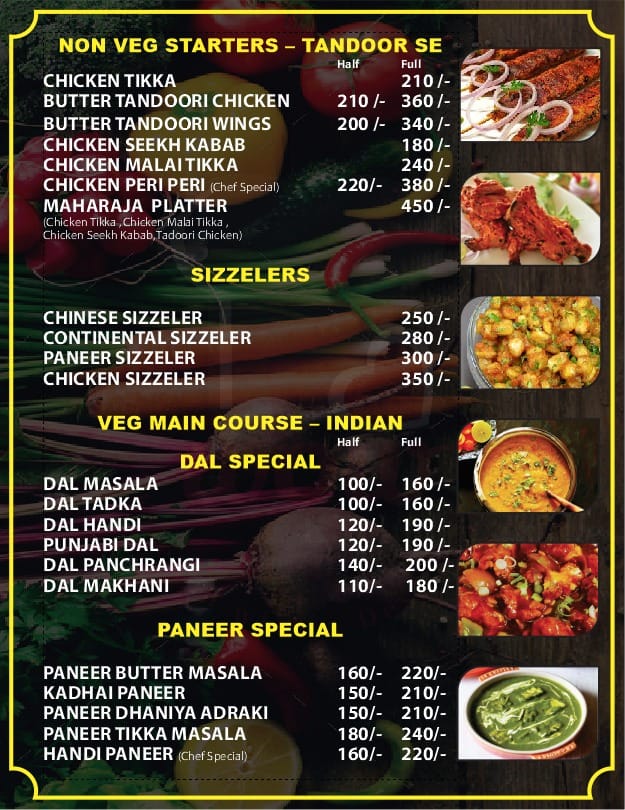 NON VEG STARTERS – TANDOOR SE
Half Full
CHICKEN TIKKA 210 /-
BUTTER TANDOORI CHICKEN 210 /- 360 /-
BUTTER TANDOORI WINGS 200 /- 340 /-
CHICKEN SEEKH KABAB 180 /-
CHICKEN MALAI TIKKA 240 /-
CHICKEN PERI PERI (Chef Special) 220/- 380 /-
MAHARAJA PLATTER 450 /-
(Chicken Tikka ,Chicken Malai Tikka ,
Chicken Seekh Kabab,Tadoori Chicken)
SIZZELERS
CHINESE SIZZELER 250 /-
CONTINENTAL SIZZELER 280 /-
PANEER SIZZELER 300 /-
CHICKEN SIZZELER 350 /-
VEG MAIN COURSE – INDIAN
Half Full
DAL SPECIAL
DAL MASALA 100/- 160 /-
DAL TADKA 100/- 160 /-
DAL HANDI 120/- 190 /-
PUNJABI DAL 120/- 190 /-
DAL PANCHRANGI 140/- 200 /-
DAL MAKHANI 110/- 180 /-
PANEER SPECIAL
PANEER BUTTER MASALA 160/- 220/-
KADHAI PANEER 150/- 210/-
PANEER DHANIYA ADRAKI 150/- 210/-
PANEER TIKKA MASALA 180/- 240/-
HANDI PANEER (Chef Special) 160/- 220/-